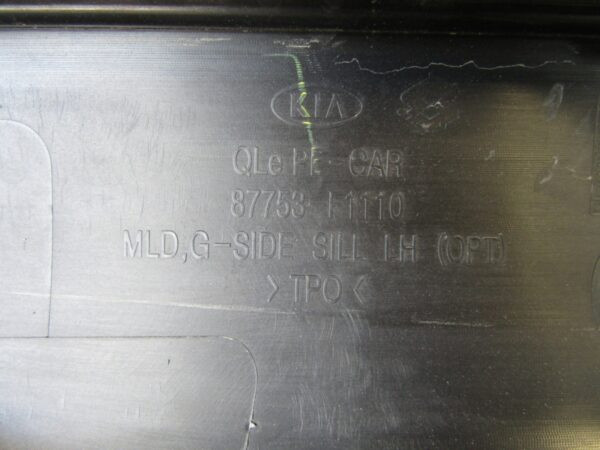 KIA
QLe PE-CAR
87753-F1110
MLD,G-SIDE SILL LH (OPT)
>TPO<